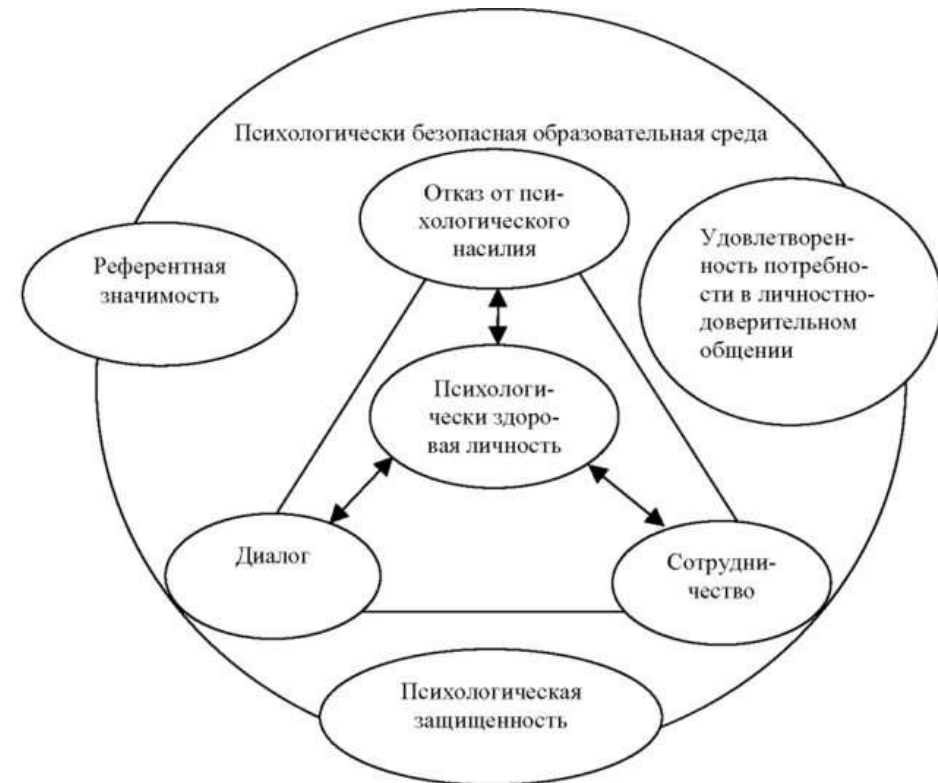 Психологически безопасная образовательная среда
Отказ от пси-
хологического
насилия
Референтная
значимость
Удовлетворен-
ность потребно-
сти в личностно-
доверительном
общении
Психологи-
чески здоро-
вая личность
Диалог
Сотрудни-
чество
Психологическая
защищенность